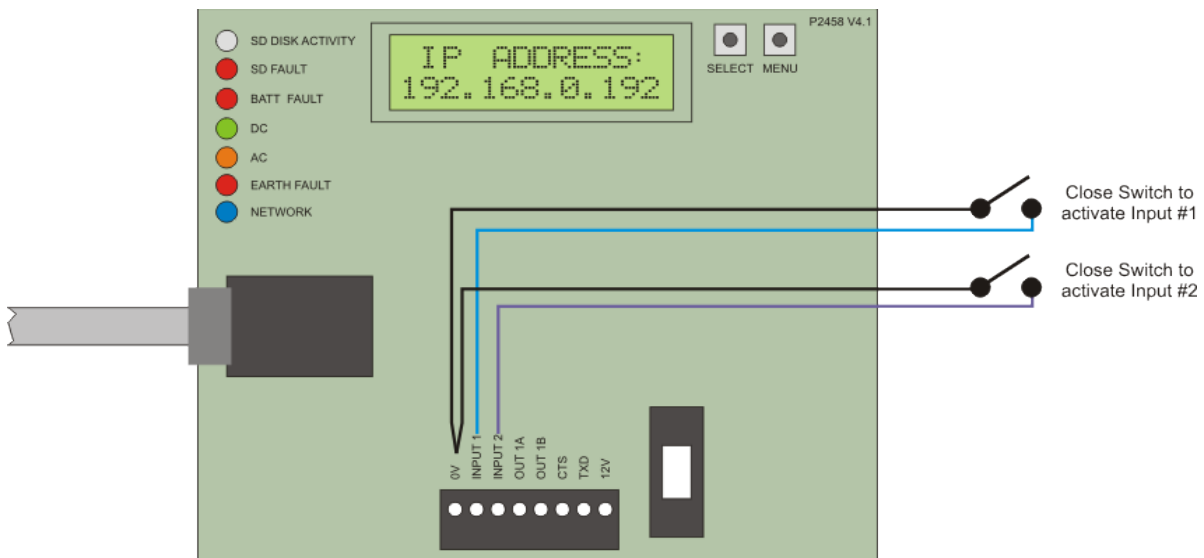 P2458 V4.1
SD DISK ACTIVITY
SD FAULT
BATT FAULT
DC
AC
EARTH FAULT
NETWORK
IP ADDRESS:
192.168.0.192
SELECT MENU
Close Switch to
activate Input #1
Close Switch to
activate Input #2
0V
INPUT 1
INPUT 2
OUT 1A
OUT 1B
CTS
TXD
12V